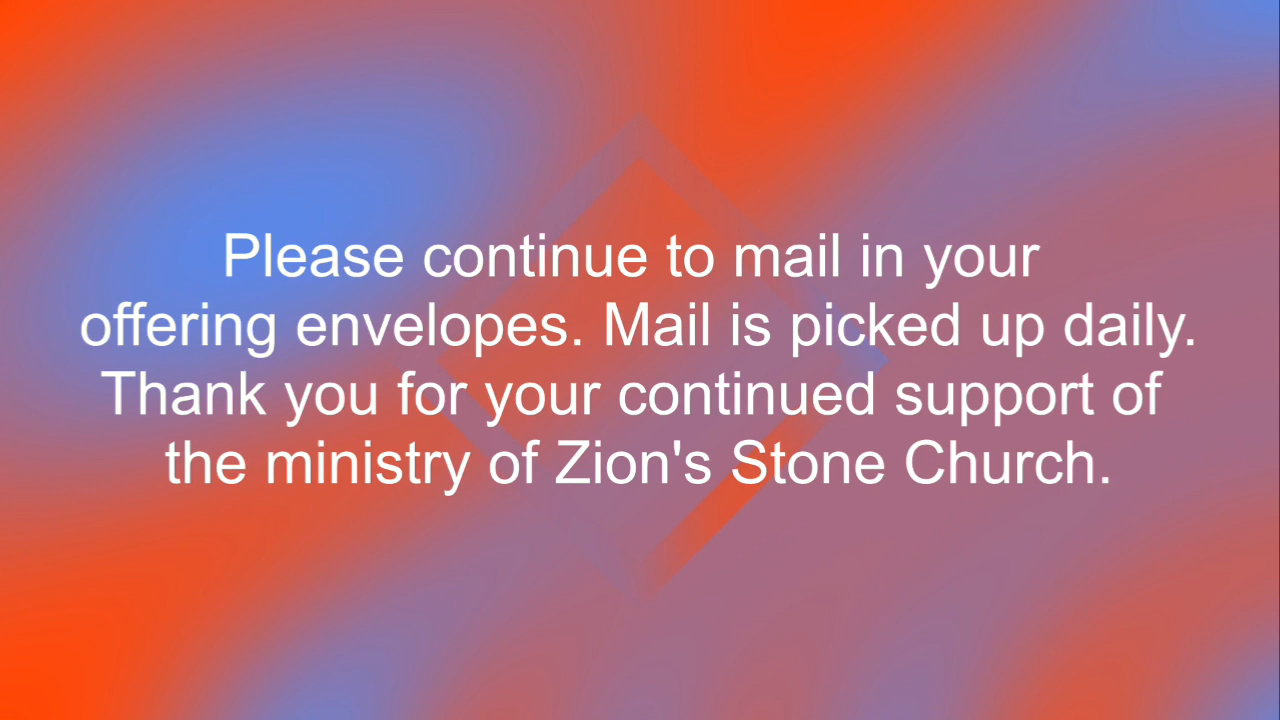 Please continue to mail in your
offering envelopes. Mail is picked up daily.
Thank you for your continued support of
the ministry of Zion's Stone Church.